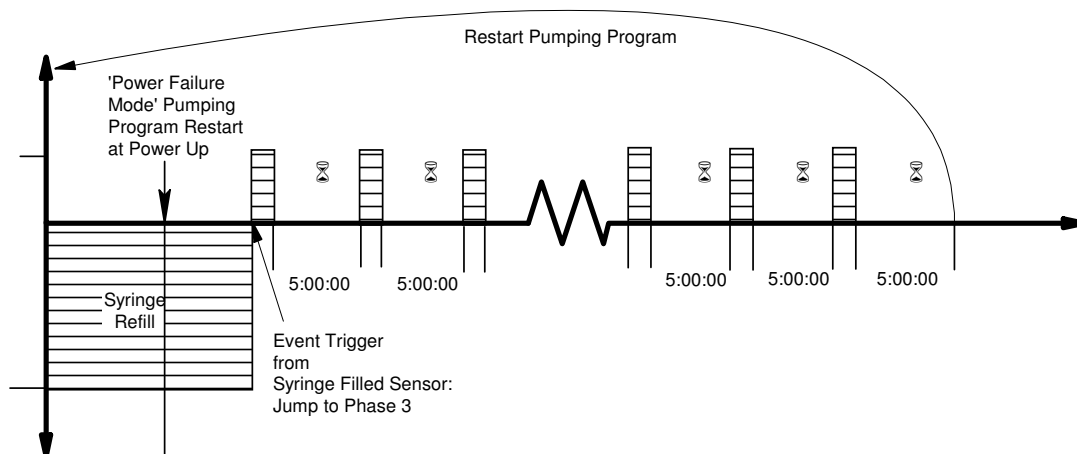 Restart Pumping Program
'Power Failure
Mode' Pumping
Program Restart
at Power Up
5:00:00
5:00:00
5:00:00
5:00:00
5:00:00
Syringe
Refill
Event Trigger
from
Syringe Filled Sensor:
Jump to Phase 3